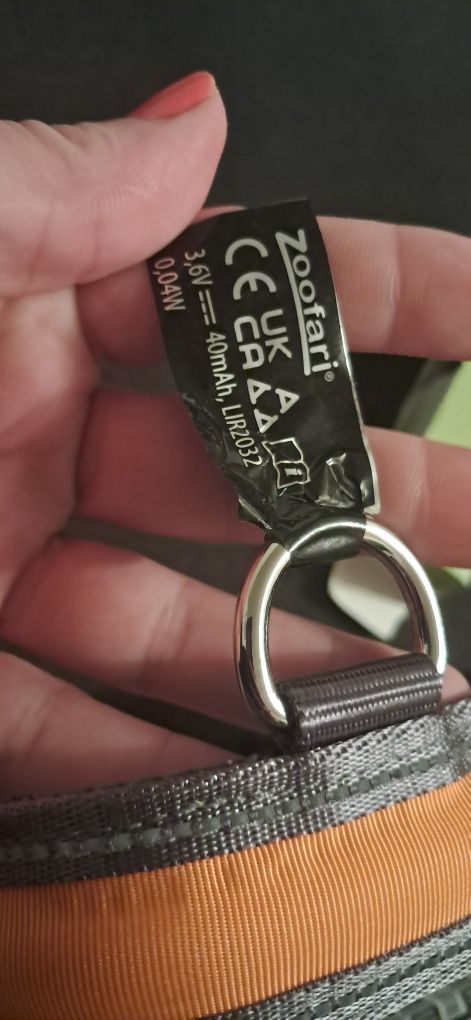 Zoofari®
CE UK
CA
3,6V ⎓ 40mAh, LIR2032
0,04W